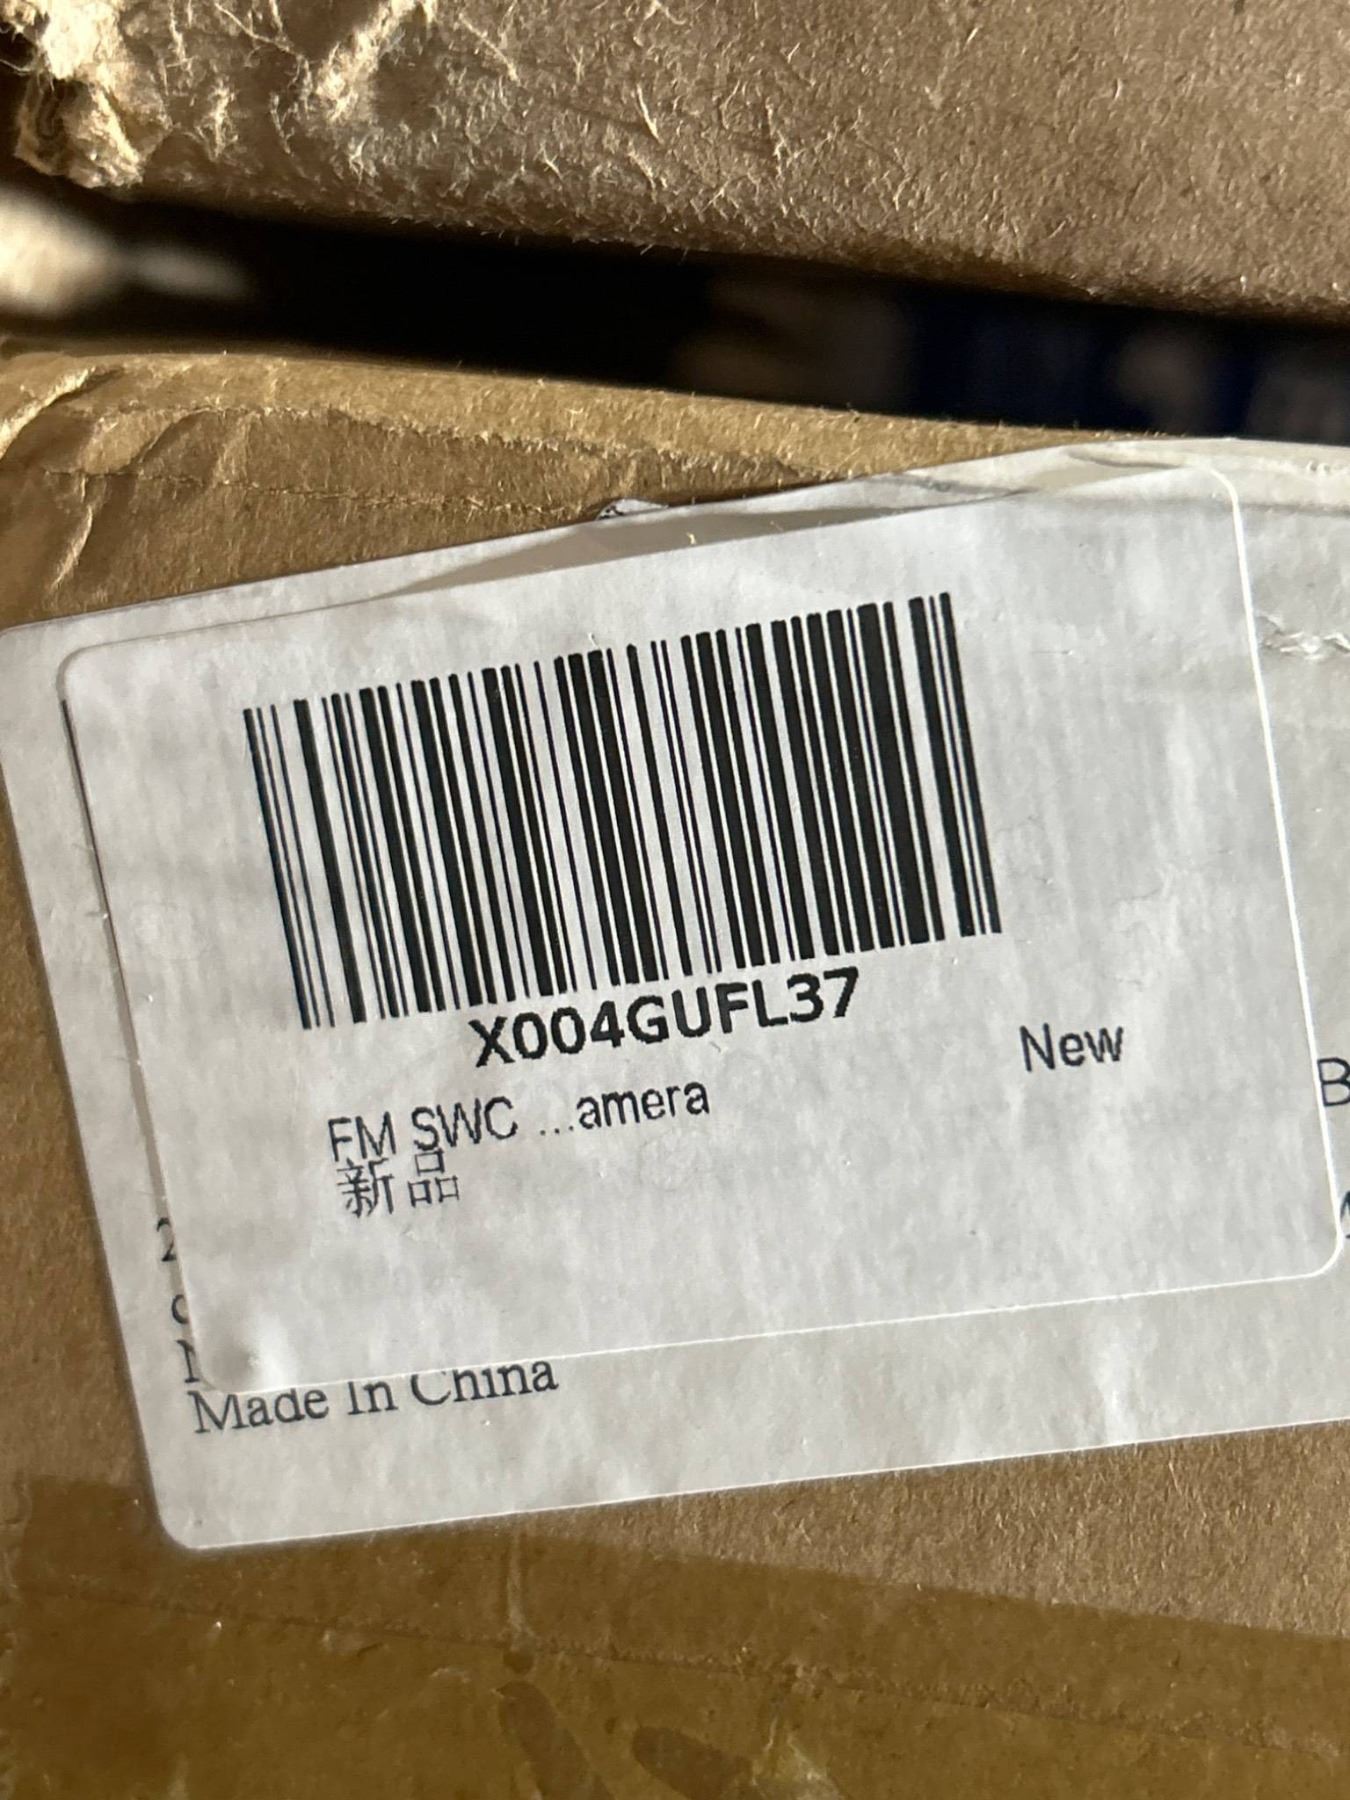 X004GUFL37
New
FM SWC ...amera
新品
Made In China